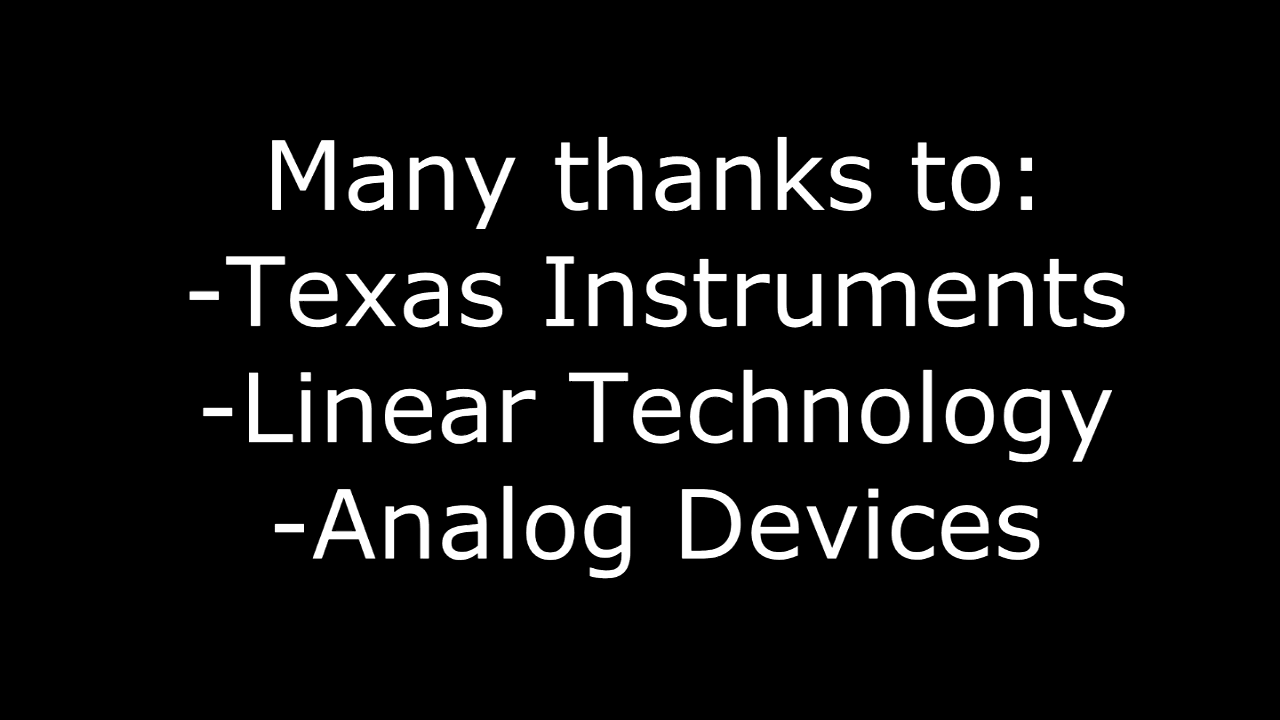 Many thanks to:
-Texas Instruments
-Linear Technology
-Analog Devices